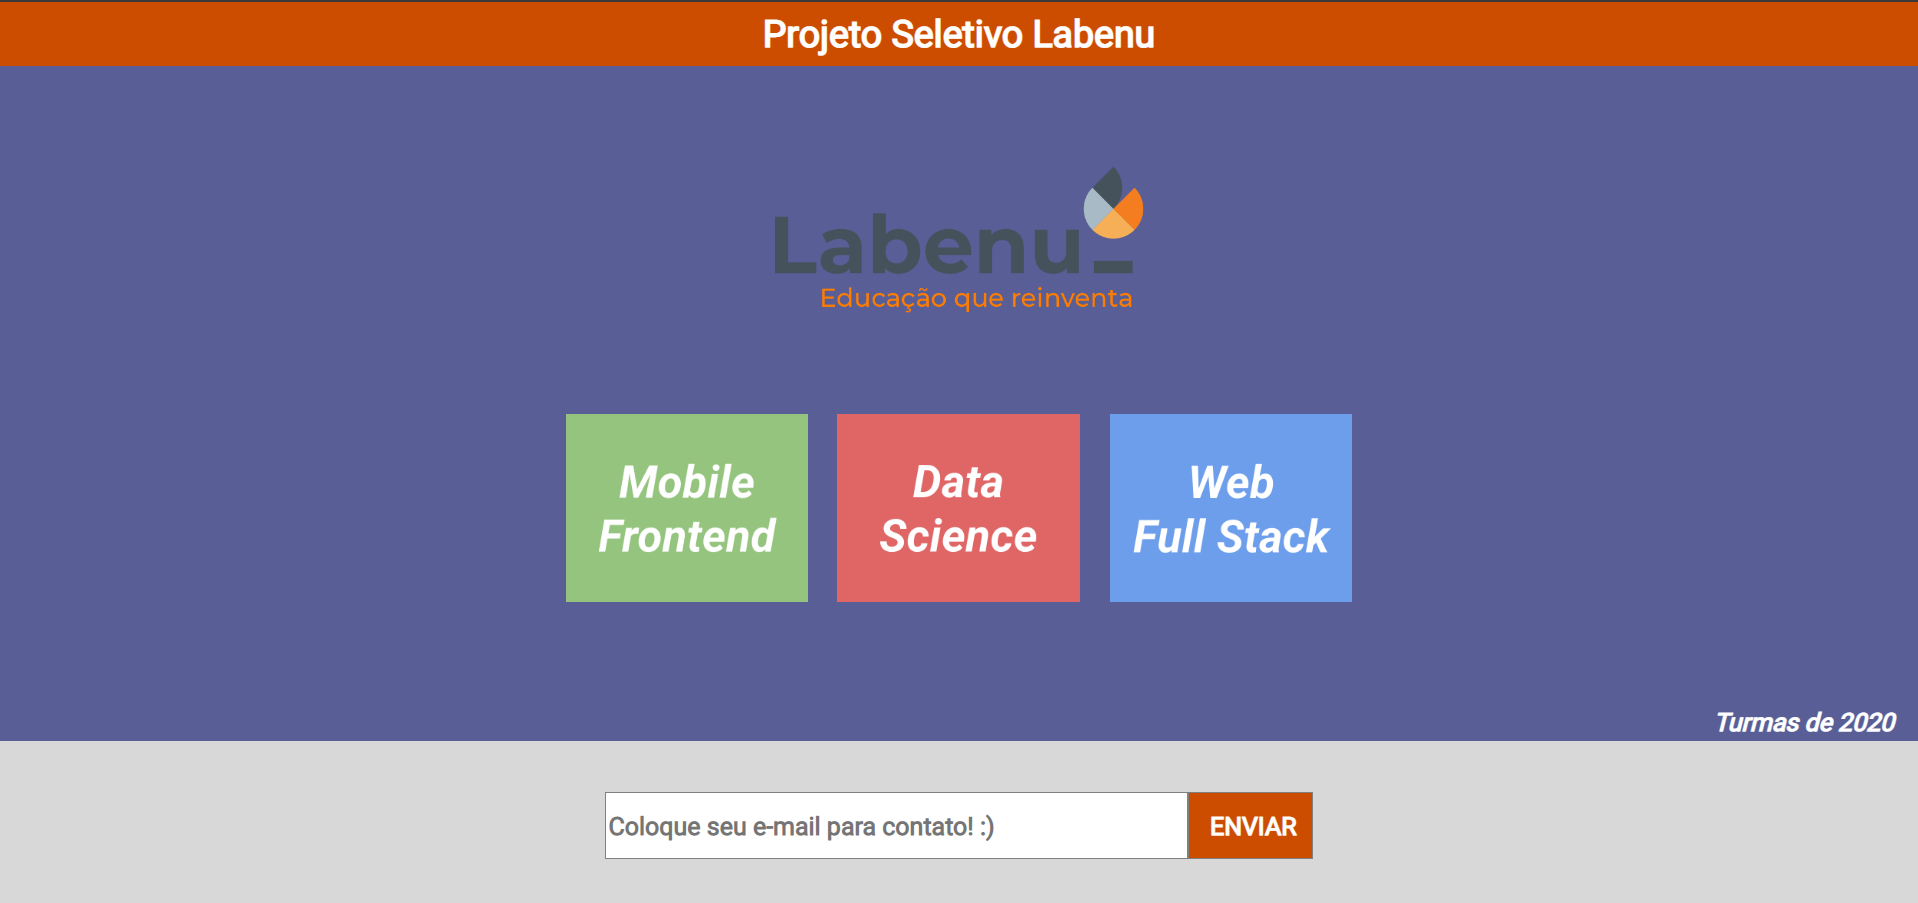 Projeto Seletivo Labenu
Labenu_
Educação que reinventa
Mobile
Frontend
Data
Science
Web
Full Stack
Turmas de 2020
Coloque seu e-mail para contato! :)
ENVIAR